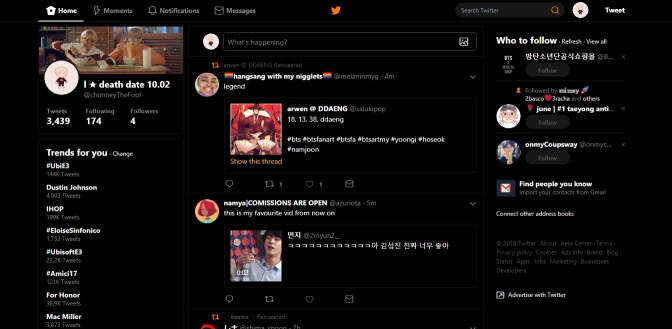 Home
Moments
Notifications
Messages
Search Twitter
Tweet
l ★ death date 10.02
@chimneyTheFool
Tweets
Following
Followers
3,439
174
4
Trends for you · Change
#UbiE3
144K Tweets
Dustin Johnson
4,003 Tweets
IHOP
199K Tweets
#EloiseSinfonico
1,753 Tweets
#UbisoftE3
23.2K Tweets
#Amici17
121K Tweets
For Honor
38.9K Tweets
Mac Miller
3,873 Tweets
What's happening?
arwen @ DDAENG Retweeted
hangsang with my nigglets @melaninmyg · 4m
legend
arwen @ DDAENG @salukipop
18, 13, 38, ddaeng
#bts #btsfanart #btsfa #btsartmy #yoongi #hoseok
#namjoon
Show this thread
1
1
namya|COMISSIONS ARE OPEN @azuriota · 5m
this is my favourite vid from now on
먼지 @2myunZ__
ㅋㅋㅋㅋㅋㅋㅋㅋㅋㅋㅋㅋ아 김석진 진짜 너무 좋아
0:02
Retweeted
@shima_spoon · 7h
Who to follow · Refresh · View all
BTS
OFFICIAL
SHOP
방탄소년단공식쇼핑몰 @B...
Follow
Followed by mimmy
2basco 3racha and others
june | #1 taeyong anti...
Follow
onmyCoupsway @onmyc...
Follow
Find people you know
Import your contacts from Gmail
Connect other address books
© 2018 Twitter About Help Center Terms
Privacy policy Cookies Ads info Brand Blog
Status Apps Jobs Marketing Businesses
Developers
Advertise with Twitter